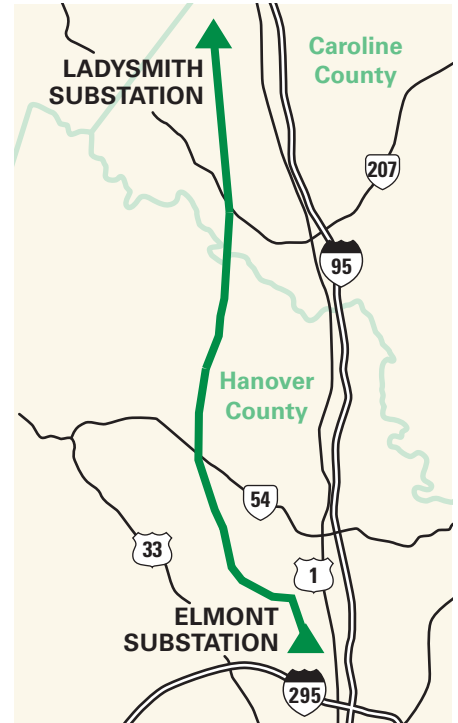 LADYSMITH
SUBSTATION
Caroline
County
207
95
Hanover
County
54
33
1
ELMONT
SUBSTATION
295